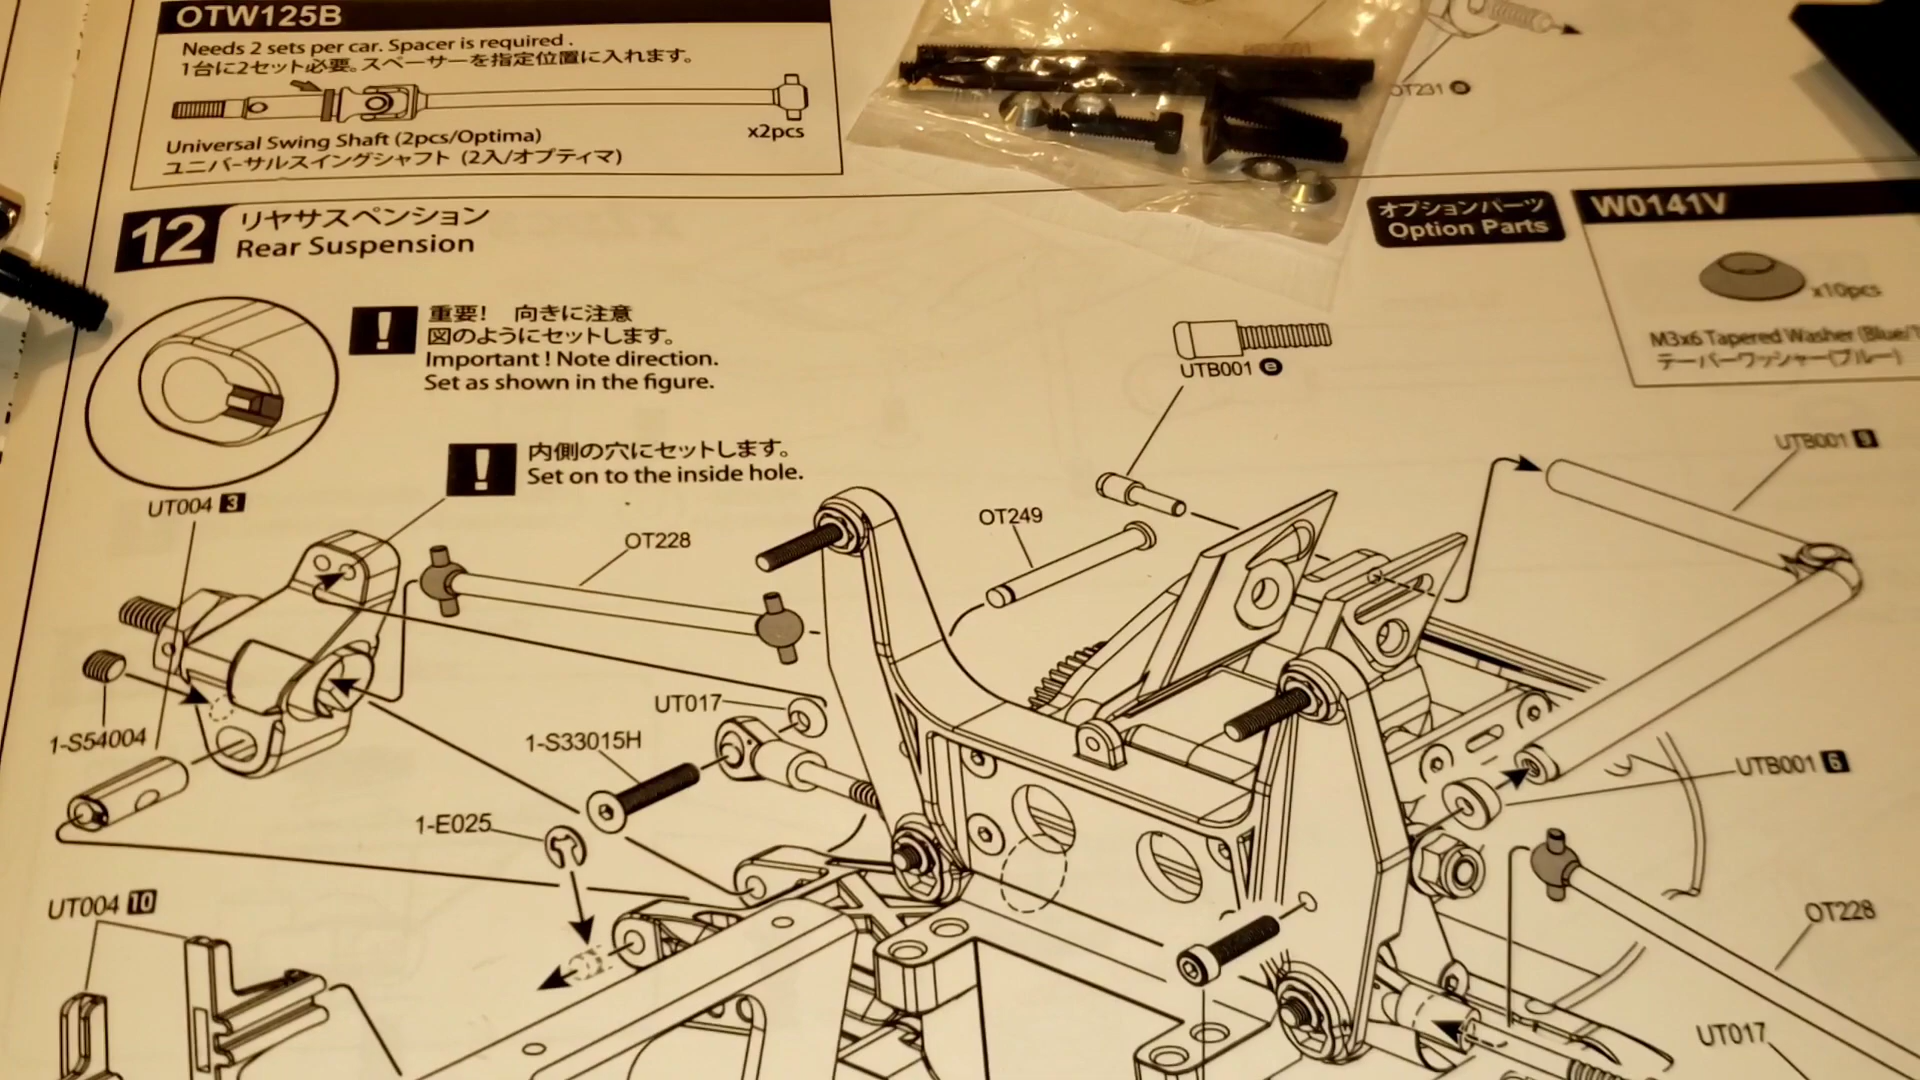 OTW125B
Needs 2 sets per car. Spacer is required .
1台に2セット必要。スペーサーを指定位置に入れます。
x2pcs
Universal Swing Shaft (2pcs/Optima)
ユニバーサルスイングシャフト (2入/オプティマ)
OT231
12
リヤサスペンション
Rear Suspension
オプションパーツ
Option Parts
W0141V
x10pcs
M3x6 Tapered Washer (Blue/
テーパーワッシャー(ブルー)
!
重要! 向きに注意
図のようにセットします。
Important ! Note direction.
Set as shown in the figure.
!
内側の穴にセットします。
Set on to the inside hole.
UTB001 8
UTB001 9
UT004 3
OT228
OT249
1-S54004
UT017
1-S33015H
1-E025
UTB001 6
UT004 10
OT228
UT017